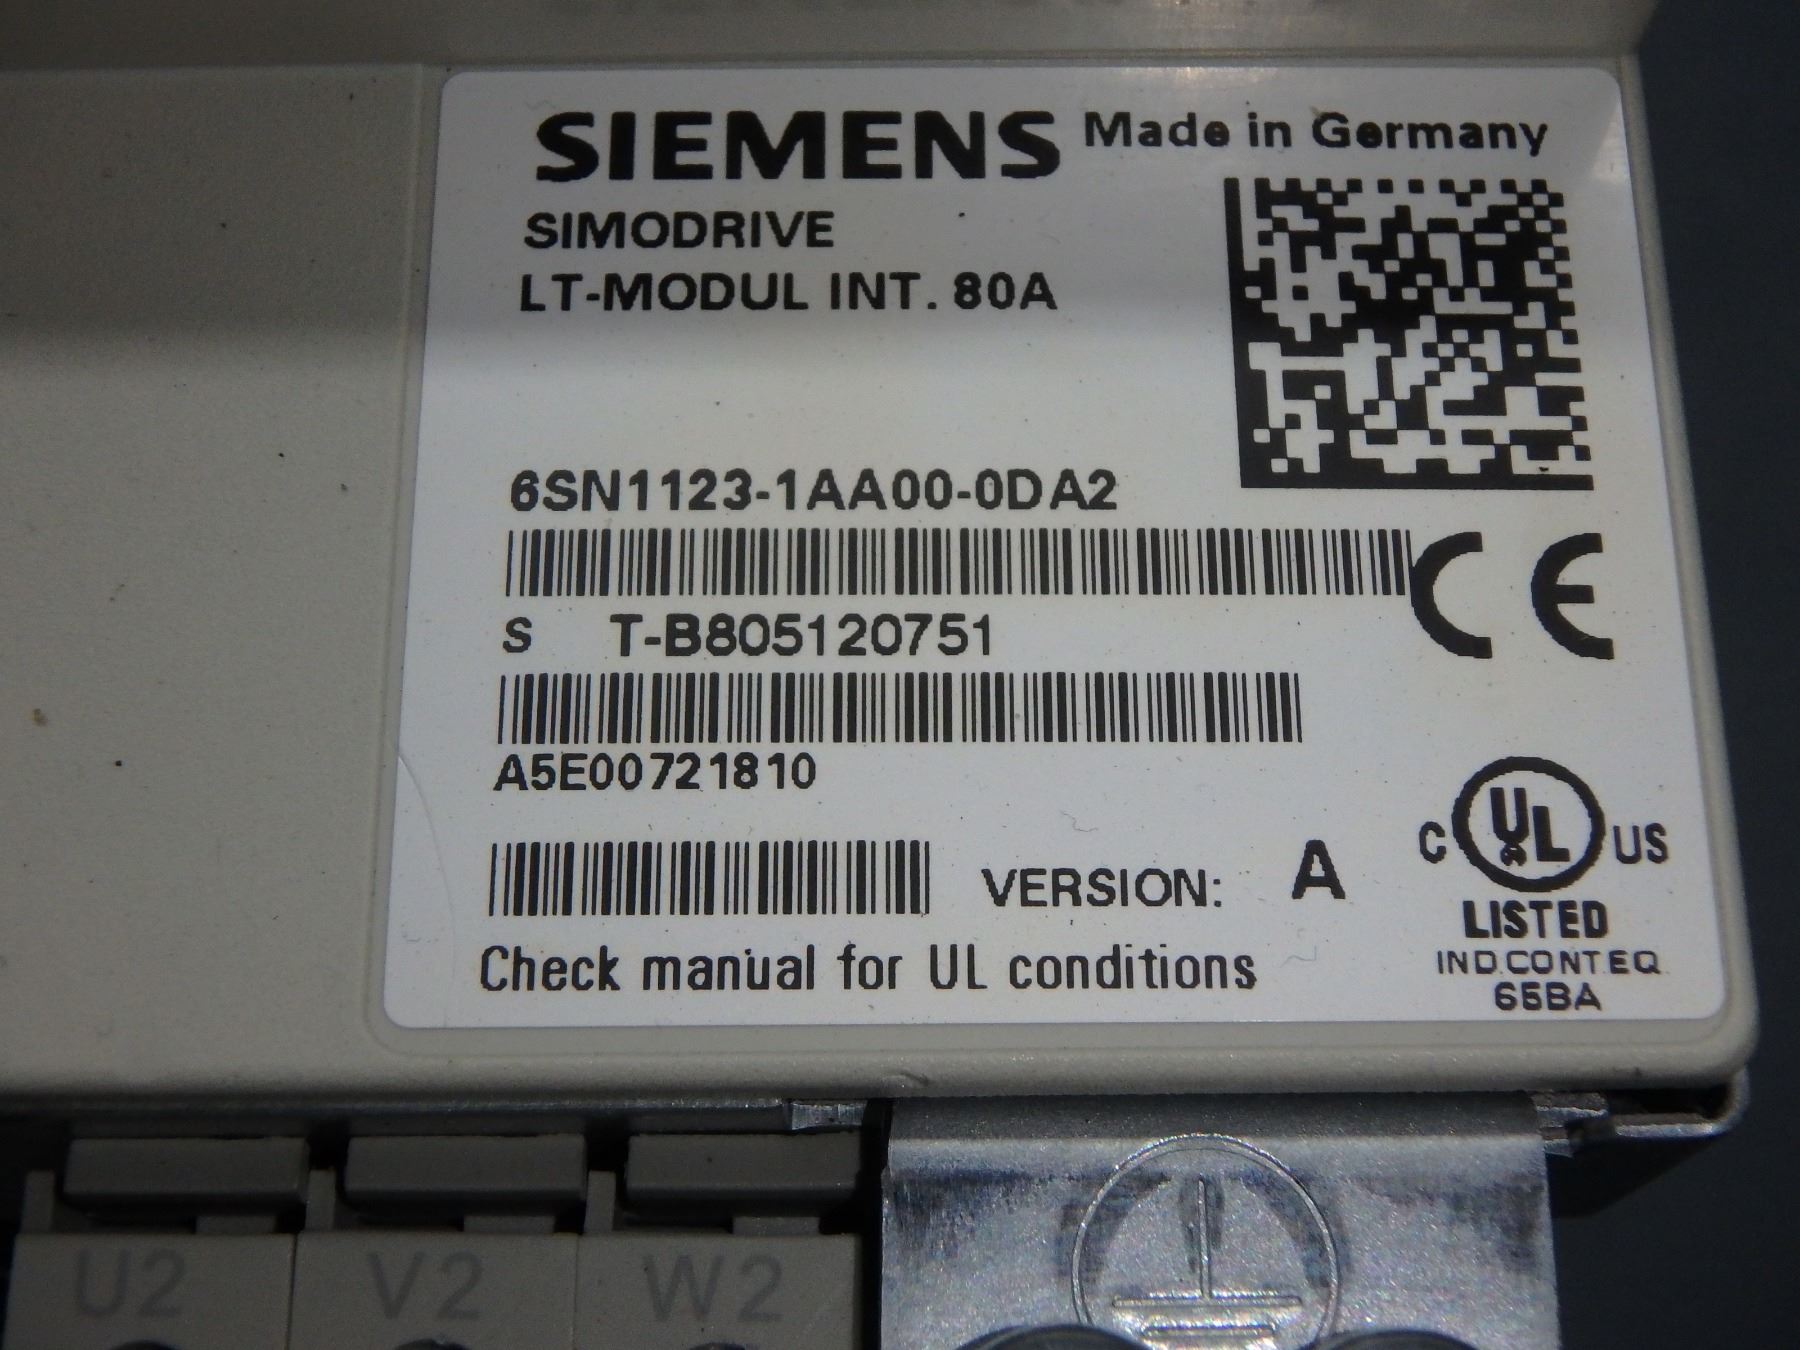 SIEMENS Made in Germany
SIMODRIVE
LT-MODUL INT. 80A
6SN1123-1AA00-0DA2
CE
S T-B805120751
A5E00721810
VERSION: A
C UL US
LISTED
IND.CONT.EQ.
65BA
Check manual for UL conditions
U2 V2 W2